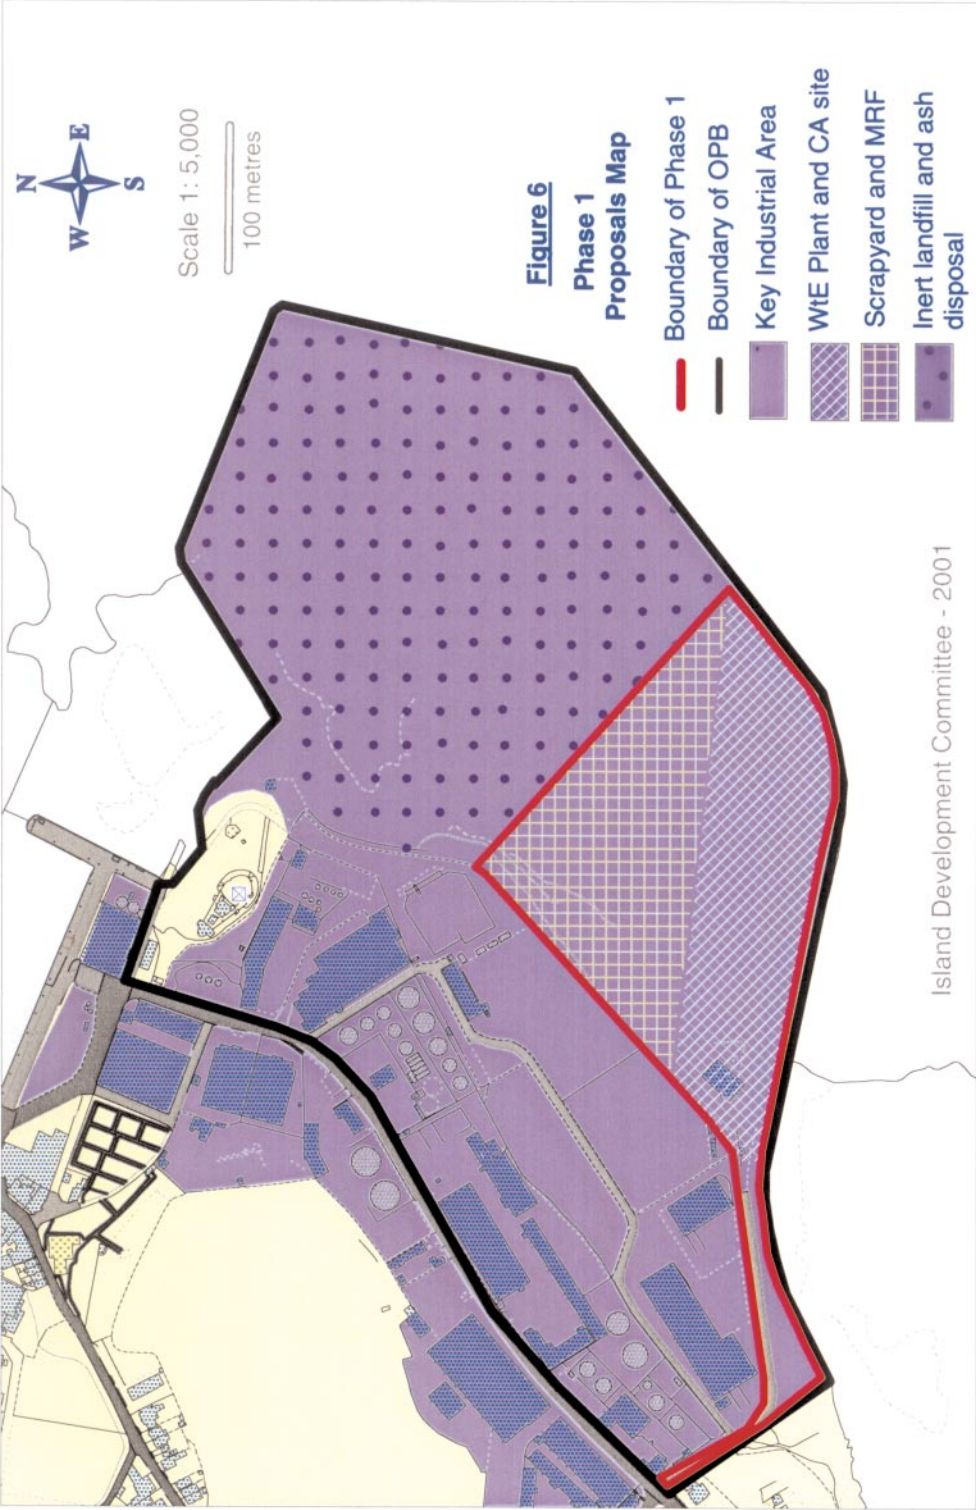 N
W
E
S
Scale 1: 5,000
100 metres
Figure 6
Phase 1
Proposals Map
Boundary of Phase 1
Boundary of OPB
Key Industrial Area
WtE Plant and CA site
Scrapyard and MRF
Inert landfill and ash
disposal
Island Development Committee - 2001